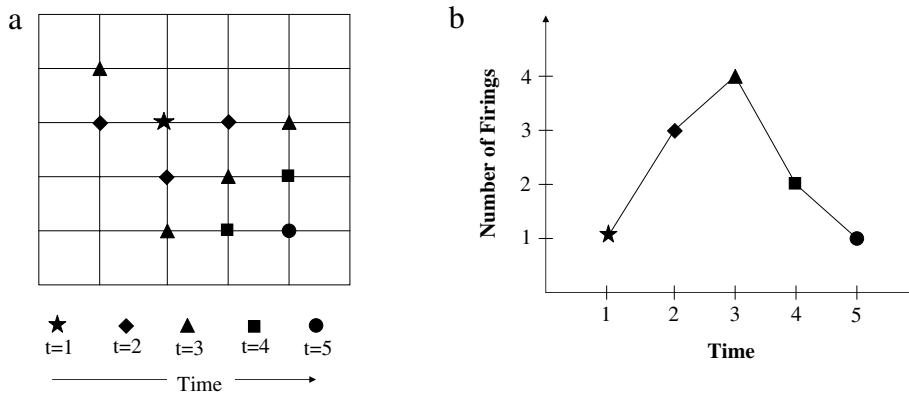 a
t=1 t=2 t=3 t=4 t=5
Time
b
Number of Firings
4
3
2
1
1 2 3 4 5
Time